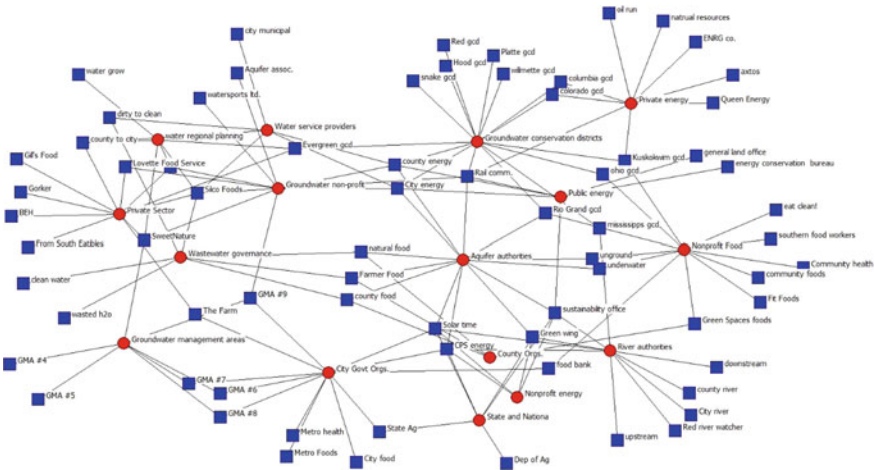 oil run
natrual resources
city municipal
Red gcd
Platte gcd
ENRG co.
Hood gcd
water grow
Aquifer assoc.
snake gcd
wilmette gcd
columbia gcd
axtos
watersports ltd.
colorado gcd
Private energy
Queen Energy
dirty to clean
Water service providers
county to city
water regional planning
Evergreen gcd
Groundwater conservation districts
general land office
Gil's Food
Lovette Food Service
county energy
Kuskokwm gcd
energy conservation bureau
Rail comm.
ohio gcd
Gorker
Silco Foods
Groundwater non-profit
City energy
Public energy
eat clean!
BEH
Private Sector
Rio Grand gcd
mississipps gcd
southern food workers
From South Eatibles
SweetNature
natural food
Nonprofit Food
Wastewater governance
Aquifer authorities
unground
Community health
clean water
Farmer Food
underwater
community foods
county food
GMA #9
Fit Foods
wasted h2o
The Farm
sustainability office
Green Spaces foods
Solar time
Green wing
Groundwater management areas
CPS energy
County Orgs.
River authorities
GMA #4
City Govt Orgs.
food bank
downstream
GMA #7
GMA #6
county river
GMA #5
Nonprofit energy
GMA #8
City river
State Ag
State and Nationa
Metro health
upstream
Red river watcher
Metro Foods
City food
Dep of Ag